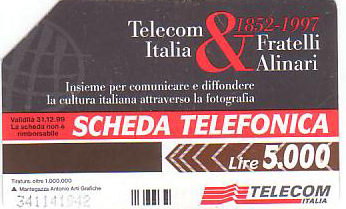 Telecom & 1852-1997
Italia Fratelli
Alinari
Insieme per comunicare e diffondere
la cultura italiana attraverso la fotografia
Validità 31.12.99
La scheda non è
rimborsabile
SCHEDA TELEFONICA
Lire 5.000
Tiratura: oltre 1.000.000
Mantegazza Antonio Arti Grafiche
341141942
TELECOM
ITALIA